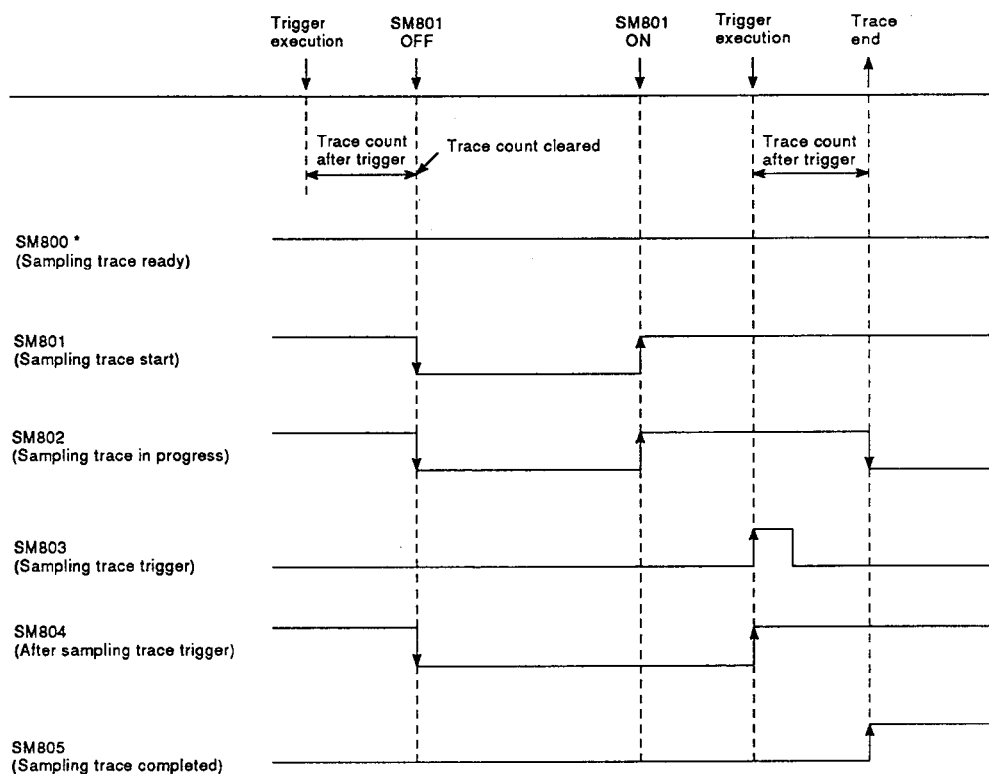 Trigger
execution
SM801
OFF
SM801
ON
Trigger
execution
Trace
end
Trace count
after trigger
Trace count cleared
Trace count
after trigger
SM800 *
(Sampling trace ready)
SM801
(Sampling trace start)
SM802
(Sampling trace in progress)
SM803
(Sampling trace trigger)
SM804
(After sampling trace trigger)
SM805
(Sampling trace completed)